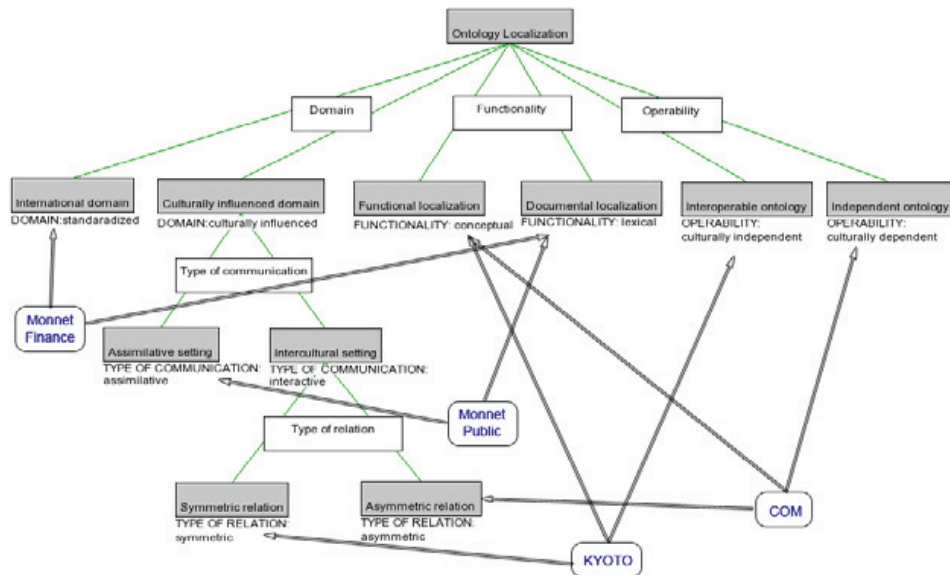 Ontology Localization
Domain
Functionality
Operability
International domain
DOMAIN:standaradized
Culturally influenced domain
DOMAIN:culturally influenced
Functional localization
FUNCTIONALITY: conceptual
Documental localization
FUNCTIONALITY: lexical
Interoperable ontology
OPERABILITY:
culturally independent
Independent ontology
OPERABILITY:
culturally dependent
Type of communication
Monnet
Finance
Assimilative setting
TYPE OF COMMUNICATION:
assimilative
Intercultural setting
TYPE OF COMMUNICATION:
interactive
Monnet
Public
Type of relation
Symmetric relation
TYPE OF RELATION:
symmetric
Asymmetric relation
TYPE OF RELATION:
asymmetric
COM
KYOTO